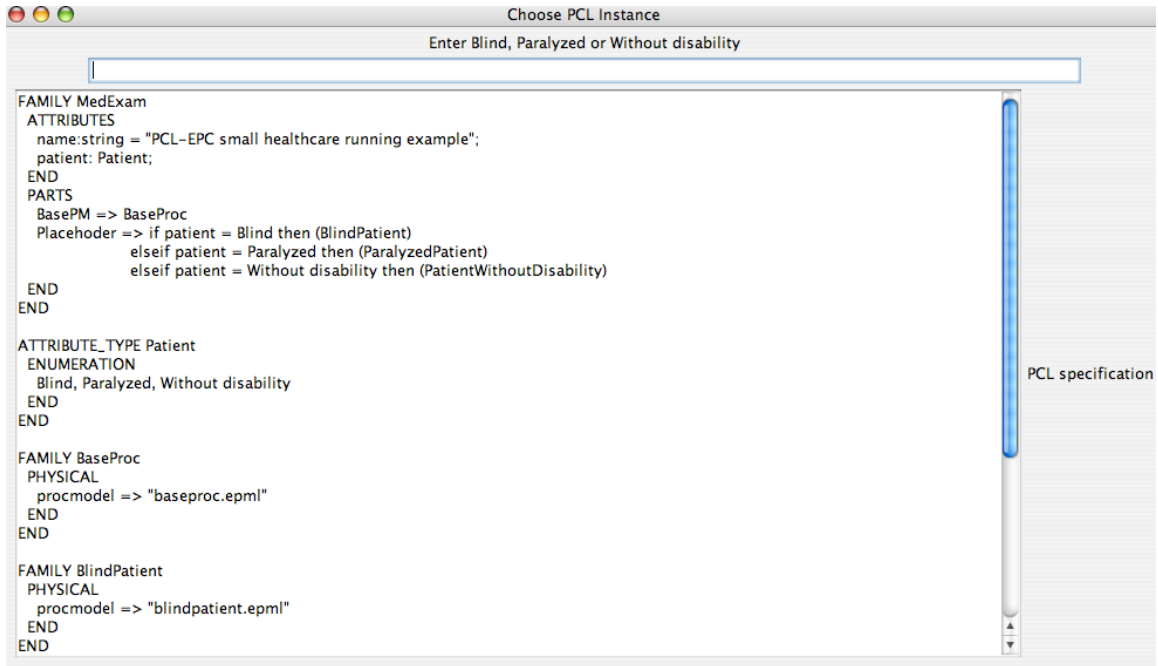 Choose PCL Instance
Enter Blind, Paralyzed or Without disability
FAMILY MedExam
ATTRIBUTES
name:string = "PCL-EPC small healthcare running example";
patient: Patient;
END
PARTS
BasePM => BaseProc
Placehoder => if patient = Blind then (BlindPatient)
elseif patient = Paralyzed then (ParalyzedPatient)
elseif patient = Without disability then (PatientWithoutDisability)
END
END
ATTRIBUTE_TYPE Patient
ENUMERATION
Blind, Paralyzed, Without disability
END
END
FAMILY BaseProc
PHYSICAL
procmodel => "baseproc.epml"
END
END
FAMILY BlindPatient
PHYSICAL
procmodel => "blindpatient.epml"
END
END
PCL specification